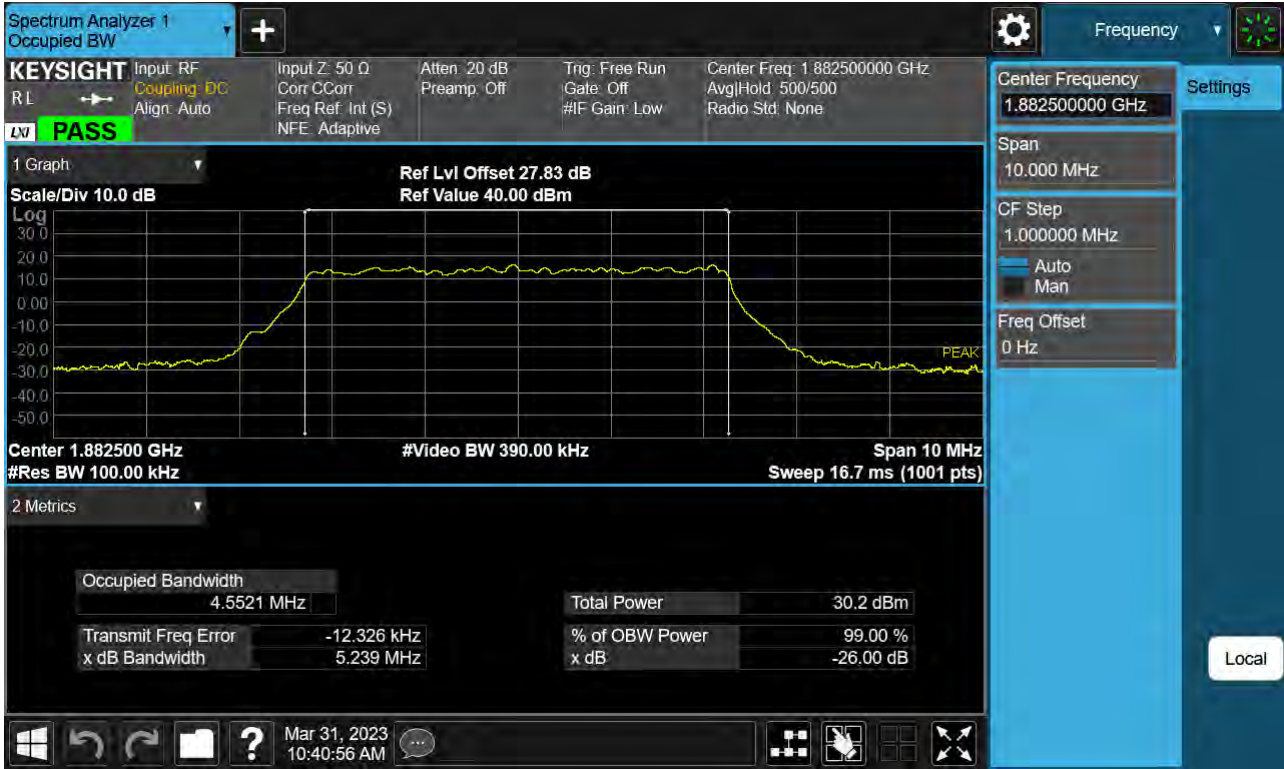 Spectrum Analyzer 1
Occupied BW
Frequency
KEYSIGHT
R L
LXI PASS
Input: RF
Coupling: DC
Align: Auto
Input Z: 50 Ω
Corr CCorr
Freq Ref: Int (S)
NFE: Adaptive
Atten: 20 dB
Preamp: Off
Trig: Free Run
Gate: Off
#IF Gain: Low
Center Freq: 1.882500000 GHz
Avg|Hold: 500/500
Radio Std: None
Center Frequency
1.882500000 GHz
Settings
Span
10.000 MHz
CF Step
1.000000 MHz
Auto
Man
Freq Offset
0 Hz
Local
1 Graph
Scale/Div 10.0 dB
Ref Lvl Offset 27.83 dB
Ref Value 40.00 dBm
Log
30.0
20.0
10.0
0.00
-10.0
-20.0
-30.0
-40.0
-50.0
PEAK
Center 1.882500 GHz
#Video BW 390.00 kHz
Span 10 MHz
#Res BW 100.00 kHz
Sweep 16.7 ms (1001 pts)
2 Metrics
Occupied Bandwidth
4.5521 MHz
Total Power 30.2 dBm
Transmit Freq Error -12.326 kHz
% of OBW Power 99.00 %
x dB Bandwidth 5.239 MHz
x dB -26.00 dB
?
Mar 31, 2023
10:40:56 AM